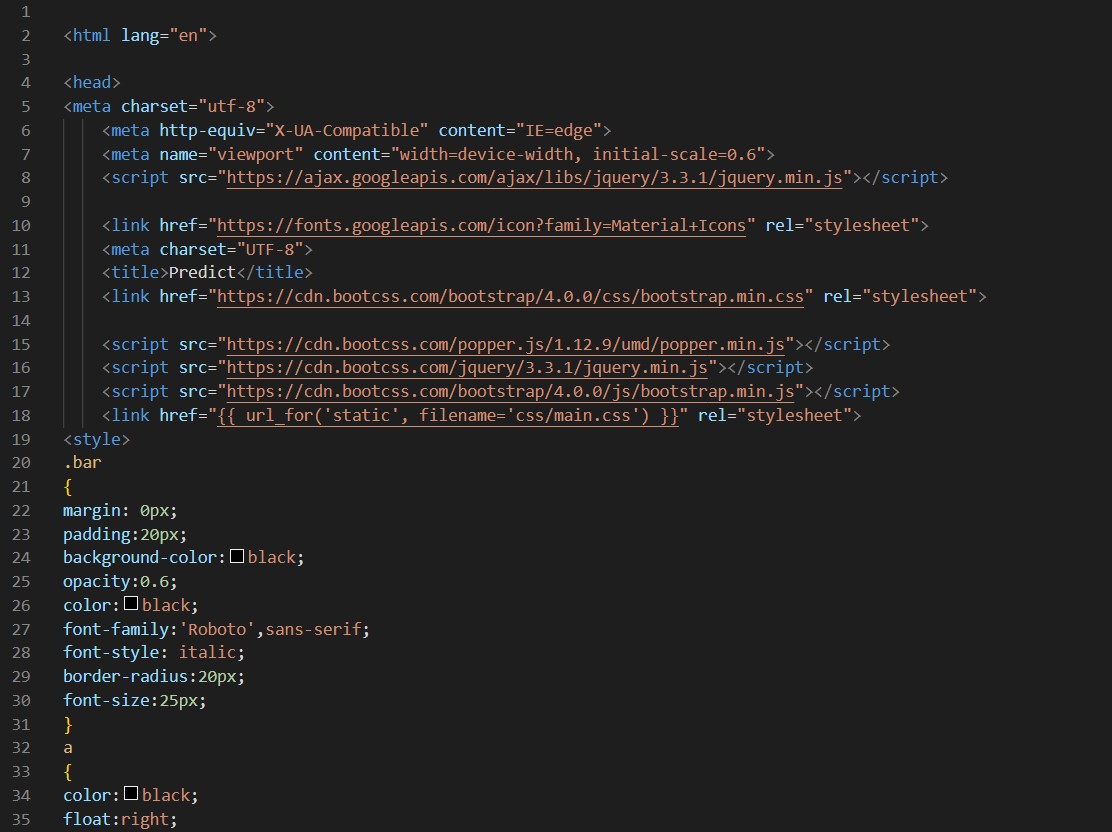 1
2 <html lang="en">
3
4 <head>
5 <meta charset="utf-8">
6 <meta http-equiv="X-UA-Compatible" content="IE=edge">
7 <meta name="viewport" content="width=device-width, initial-scale=0.6">
8 <script src="https://ajax.googleapis.com/ajax/libs/jquery/3.3.1/jquery.min.js"></script>
9
10 <link href="https://fonts.googleapis.com/icon?family=Material+Icons" rel="stylesheet">
11 <meta charset="UTF-8">
12 <title>Predict</title>
13 <link href="https://cdn.bootcss.com/bootstrap/4.0.0/css/bootstrap.min.css" rel="stylesheet">
14
15 <script src="https://cdn.bootcss.com/popper.js/1.12.9/umd/popper.min.js"></script>
16 <script src="https://cdn.bootcss.com/jquery/3.3.1/jquery.min.js"></script>
17 <script src="https://cdn.bootcss.com/bootstrap/4.0.0/js/bootstrap.min.js"></script>
18 <link href="{{ url_for('static', filename='css/main.css') }}" rel="stylesheet">
19 <style>
20 .bar
21 {
22 margin: 0px;
23 padding:20px;
24 background-color:black;
25 opacity:0.6;
26 color:black;
27 font-family:'Roboto',sans-serif;
28 font-style: italic;
29 border-radius:20px;
30 font-size:25px;
31 }
32 a
33 {
34 color:black;
35 float:right;